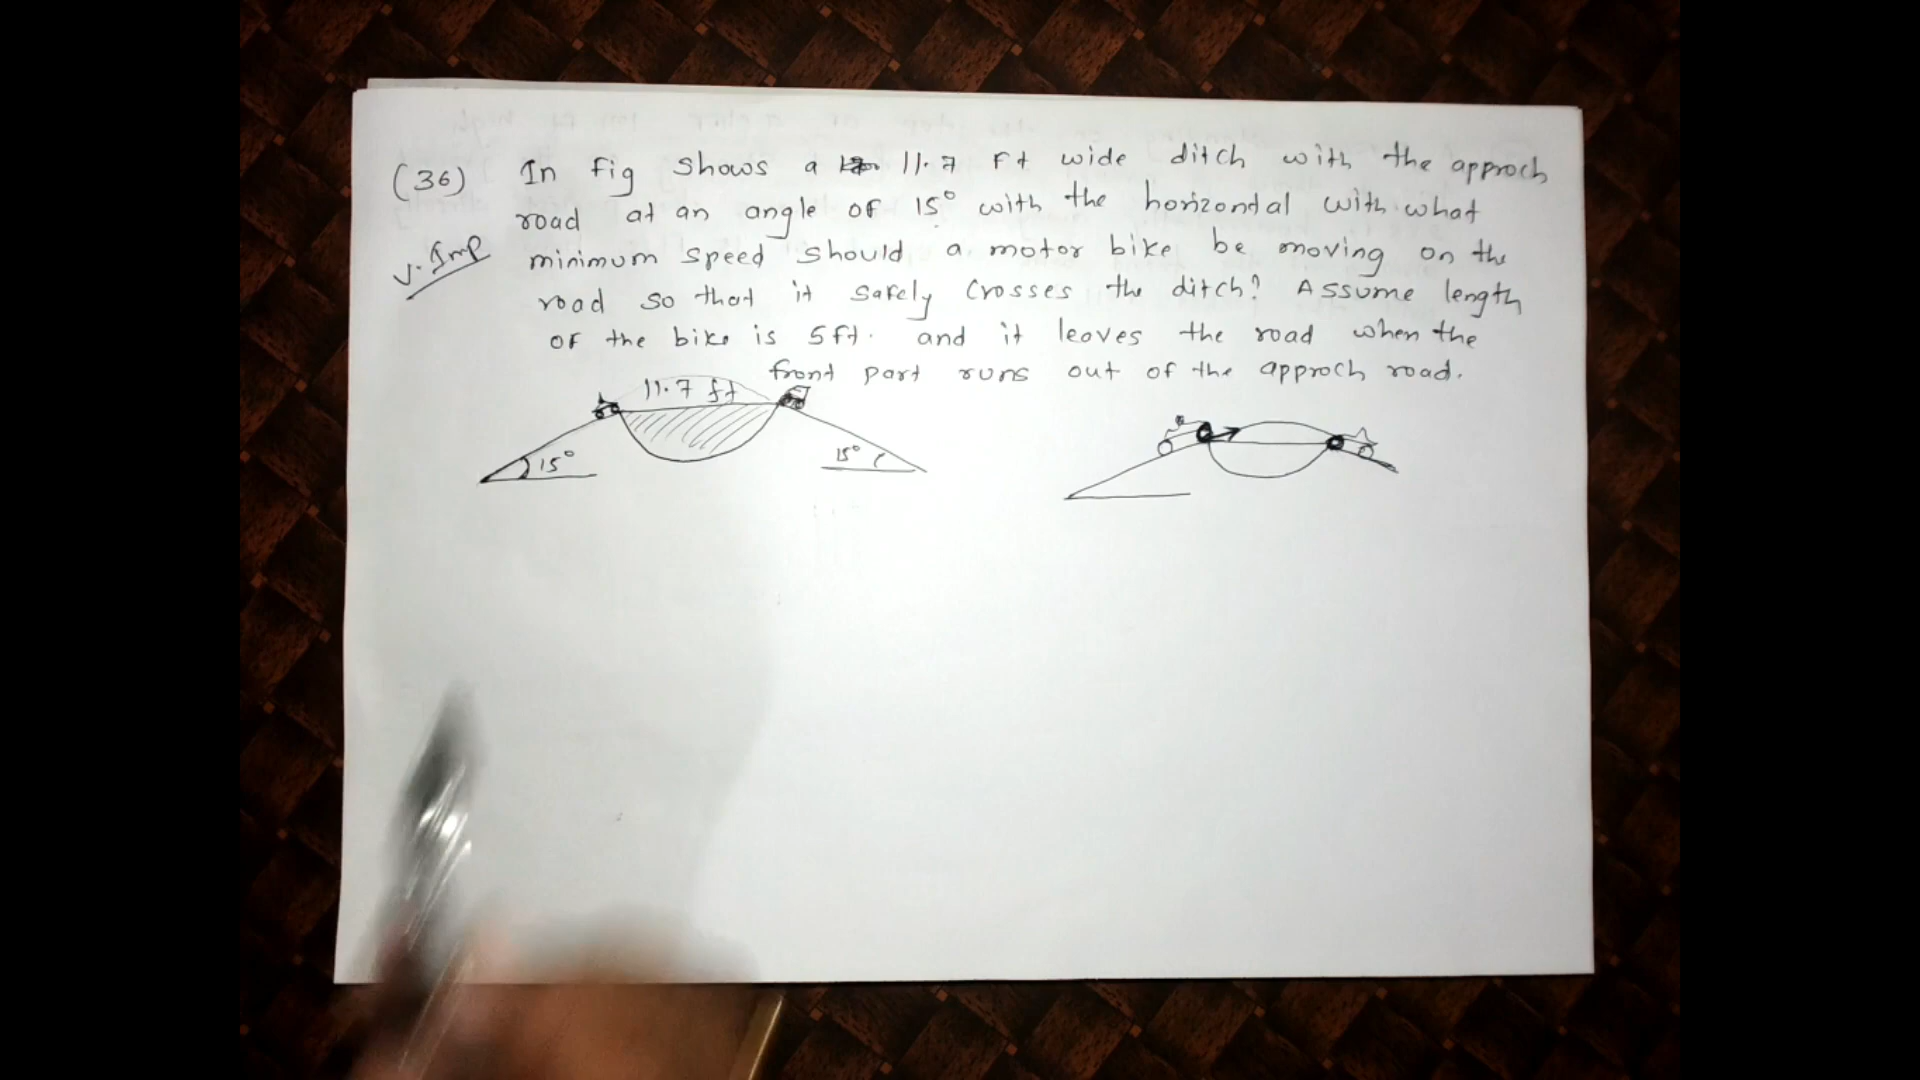 (36) In fig shows a 11.7 Ft wide ditch with the approch
road at an angle of 15° with the horizontal with what
v. Imp
minimum speed should a motor bike be moving on the
road so that it safely crosses the ditch? Assume length
of the bike is 5ft. and it leaves the road when the
front part runs out of the approch road.
11.7 ft
15°
15°